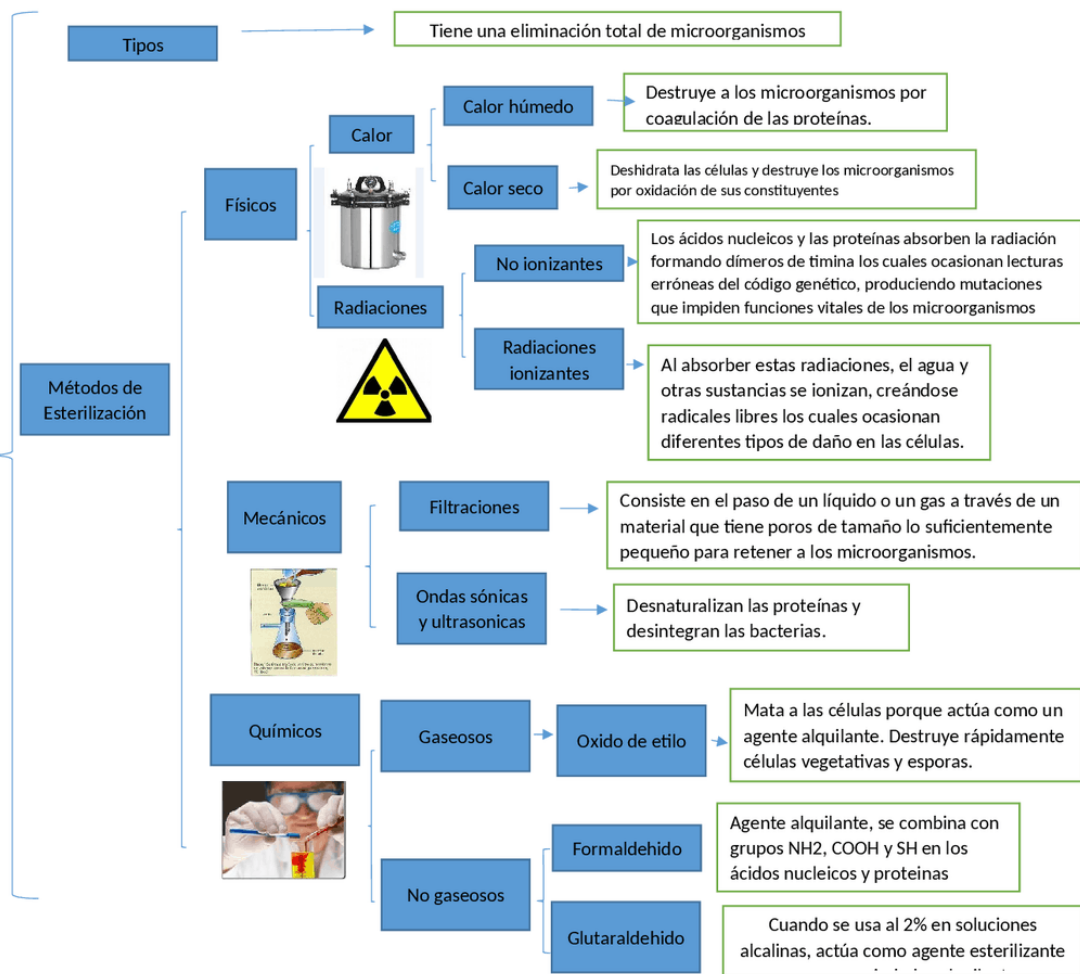 Tipos
Tiene una eliminación total de microorganismos
Métodos de
Esterilización
Físicos
Calor
Calor húmedo
Destruye a los microorganismos por
coagulación de las proteínas.
Calor seco
Deshidrata las células y destruye los microorganismos
por oxidación de sus constituyentes
Radiaciones
No ionizantes
Los ácidos nucleicos y las proteínas absorben la radiación
formando dímeros de timina los cuales ocasionan lecturas
erróneas del código genético, produciendo mutaciones
que impiden funciones vitales de los microorganismos
Radiaciones
ionizantes
Al absorber estas radiaciones, el agua y
otras sustancias se ionizan, creándose
radicales libres los cuales ocasionan
diferentes tipos de daño en las células.
Mecánicos
Filtraciones
Consiste en el paso de un líquido o un gas a través de un
material que tiene poros de tamaño lo suficientemente
pequeño para retener a los microorganismos.
Ondas sónicas
y ultrasonicas
Desnaturalizan las proteínas y
desintegran las bacterias.
Químicos
Gaseosos
Oxido de etilo
Mata a las células porque actúa como un
agente alquilante. Destruye rápidamente
células vegetativas y esporas.
No gaseosos
Formaldehido
Agente alquilante, se combina con
grupos NH2, COOH y SH en los
ácidos nucleicos y proteinas
Glutaraldehido
Cuando se usa al 2% en soluciones
alcalinas, actúa como agente esterilizante